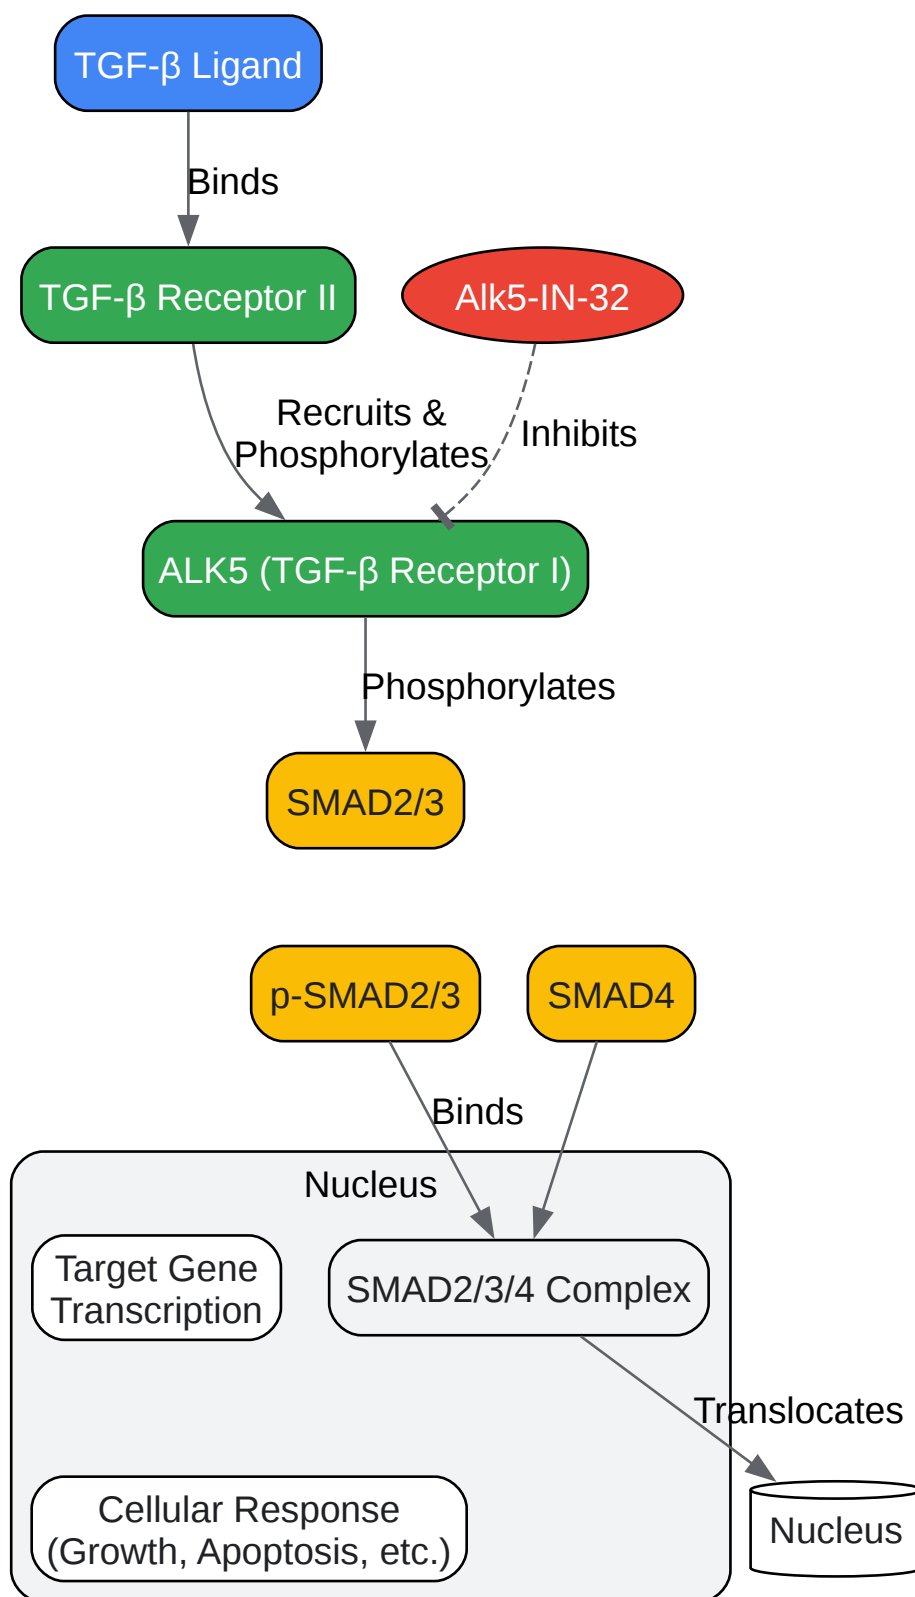 TGF-β Ligand
Binds
TGF-β Receptor II
Alk5-IN-32
Recruits &
Phosphorylates
Inhibits
ALK5 (TGF-β Receptor I)
Phosphorylates
SMAD2/3
p-SMAD2/3
SMAD4
Binds
Nucleus
Target Gene
Transcription
SMAD2/3/4 Complex
Translocates
Cellular Response
(Growth, Apoptosis, etc.)
Nucleus